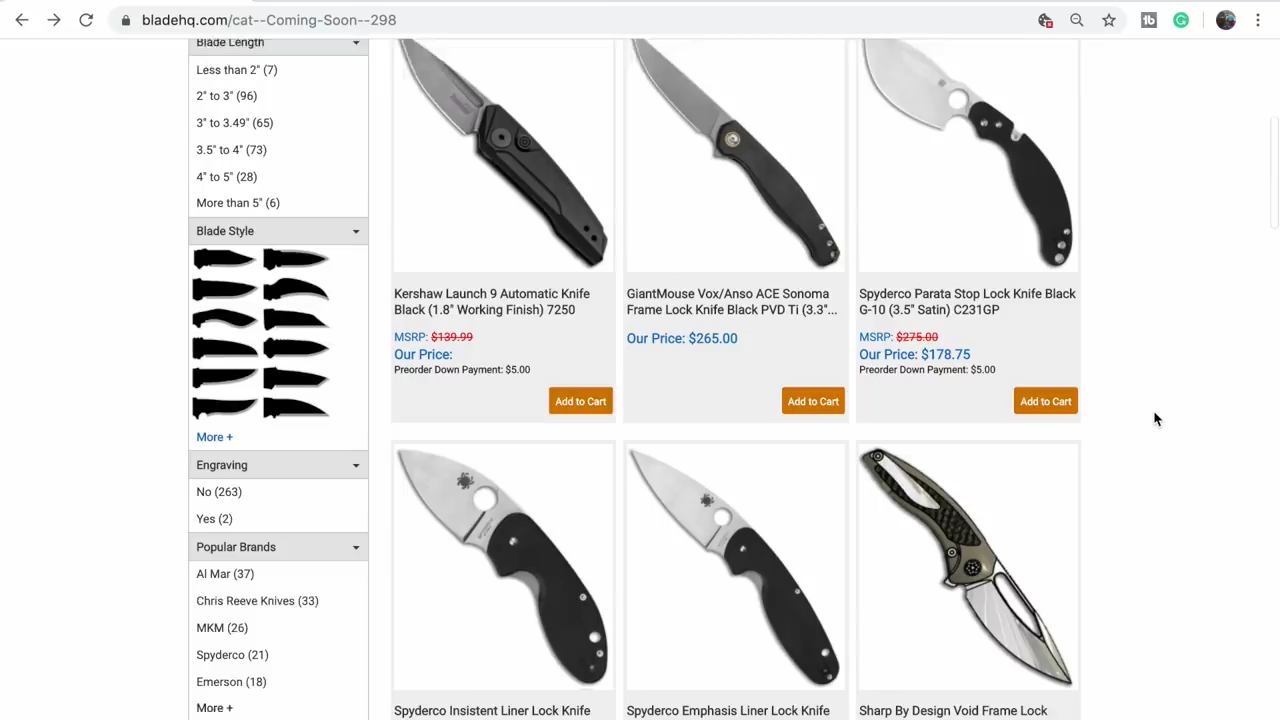 bladehq.com/cat--Coming-Soon--298
Blade Length
Less than 2" (7)
2" to 3" (96)
3" to 3.49" (65)
3.5" to 4" (73)
4" to 5" (28)
More than 5" (6)
Blade Style
More +
Engraving
No (263)
Yes (2)
Popular Brands
Al Mar (37)
Chris Reeve Knives (33)
MKM (26)
Spyderco (21)
Emerson (18)
More +
Kershaw Launch 9 Automatic Knife
Black (1.8" Working Finish) 7250
MSRP: $139.99
Our Price:
Preorder Down Payment: $5.00
Add to Cart
GiantMouse Vox/Anso ACE Sonoma
Frame Lock Knife Black PVD Ti (3.3"...
Our Price: $265.00
Add to Cart
Spyderco Parata Stop Lock Knife Black
G-10 (3.5" Satin) C231GP
MSRP: $275.00
Our Price: $178.75
Preorder Down Payment: $5.00
Add to Cart
Spyderco Insistent Liner Lock Knife
Spyderco Emphasis Liner Lock Knife
Sharp By Design Void Frame Lock